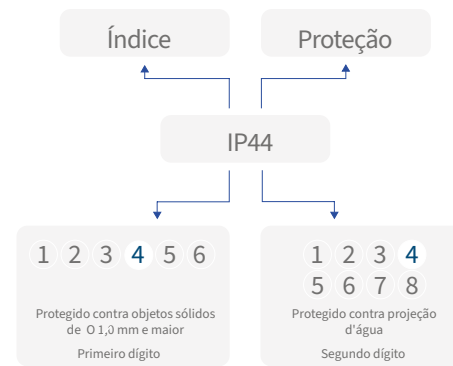 Índice
Proteção
IP44
1 2 3 4 5 6
Protegido contra objetos sólidos
de O 1,0 mm e maior
Primeiro dígito
1 2 3 4
5 6 7 8
Protegido contra projeção
d'água
Segundo dígito